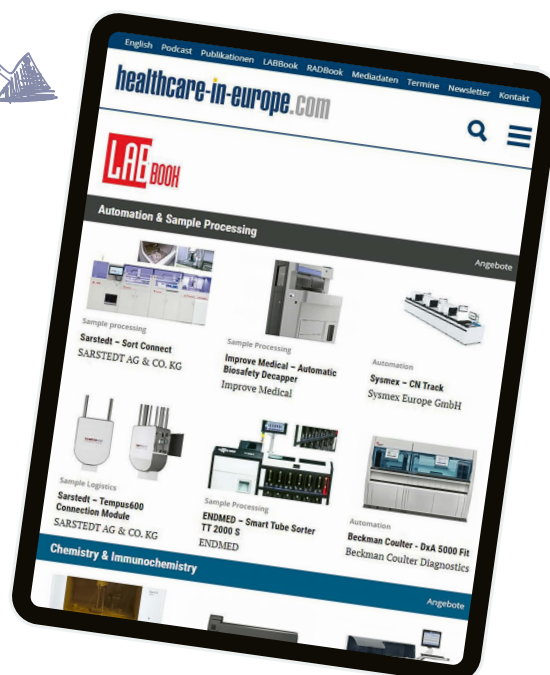 English Podcast Publikationen LABBook RADBook Mediadaten Termine Newsletter Kontakt
healthcare-in-europe.com
LAB BOOK
Automation & Sample Processing
Angebote
Sample processing
Sarstedt – Sort Connect
SARSTEDT AG & CO. KG
Sample Processing
Improve Medical – Automatic
Biosafety Decapper
Improve Medical
Automation
Sysmex – CN Track
Sysmex Europe GmbH
Sample Logistics
Sarstedt – Tempus600
Connection Module
SARSTEDT AG & CO. KG
Sample Processing
ENDMED – Smart Tube Sorter
TT 2000 S
ENDMED
Automation
Beckman Coulter - DxA 5000 Fit
Beckman Coulter Diagnostics
Chemistry & Immunochemistry
Angebote